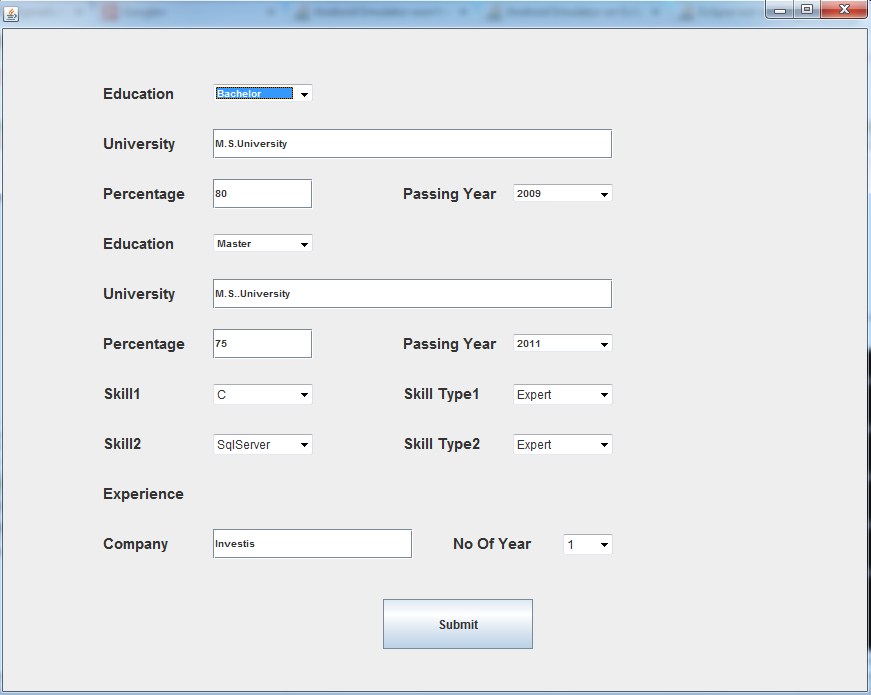 Education Bachelor
University M.S.University
Percentage 80 Passing Year 2009
Education Master
University M.S..University
Percentage 75 Passing Year 2011
Skill1 C Skill Type1 Expert
Skill2 SqlServer Skill Type2 Expert
Experience
Company Investis No Of Year 1
Submit